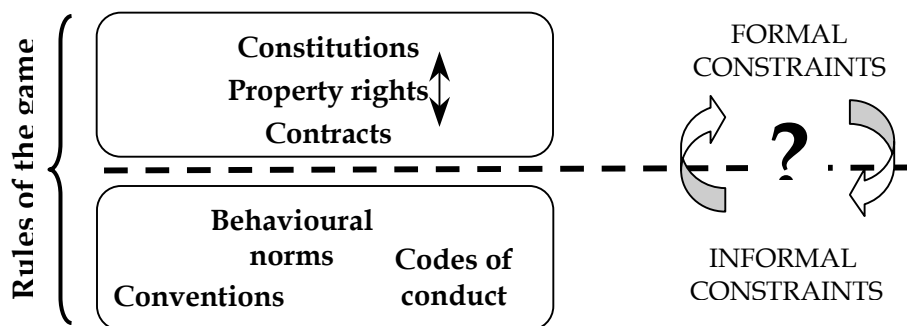 Rules of the game
Constitutions
Property rights
Contracts
FORMAL
CONSTRAINTS
?
Behavioural
norms
Codes of
conduct
Conventions
INFORMAL
CONSTRAINTS